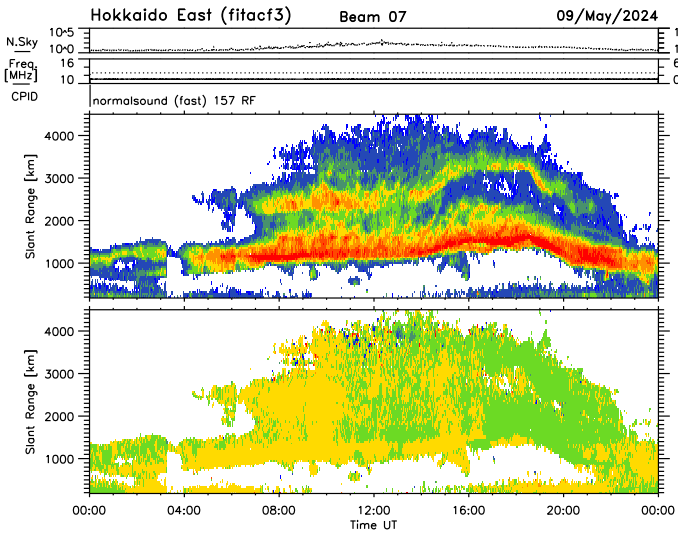 Hokkaido East (fitacf3) Beam 07 09/May/2024
N.Sky 10^5 10^0
Freq. [MHz] 16 10
CPID normalsound (fast) 157 RF
Slant Range [km] 4000 3000 2000 1000
Slant Range [km] 4000 3000 2000 1000
00:00 04:00 08:00 12:00 16:00 20:00 00:00
Time UT